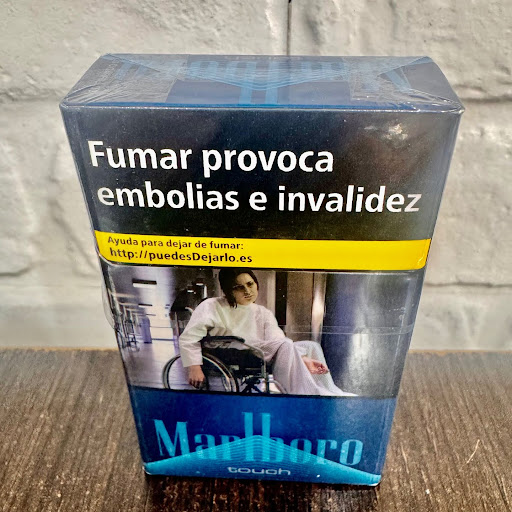 Fumar provoca
embolias e invalidez
Ayuda para dejar de fumar:
http://puedesDejarlo.es
Marlboro
touch